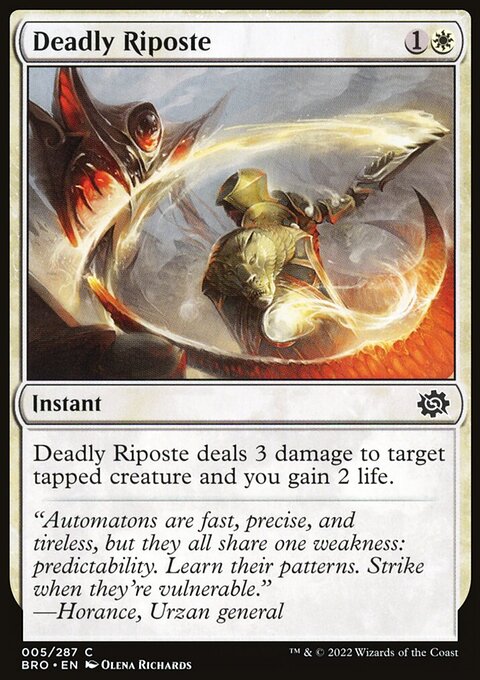 Deadly Riposte 1
Instant
Deadly Riposte deals 3 damage to target
tapped creature and you gain 2 life.
“Automatons are fast, precise, and
tireless, but they all share one weakness:
predictability. Learn their patterns. Strike
when they’re vulnerable.”
—Horance, Urzan general
005/287 C
BRO • EN Olena Richards
™ & © 2022 Wizards of the Coast